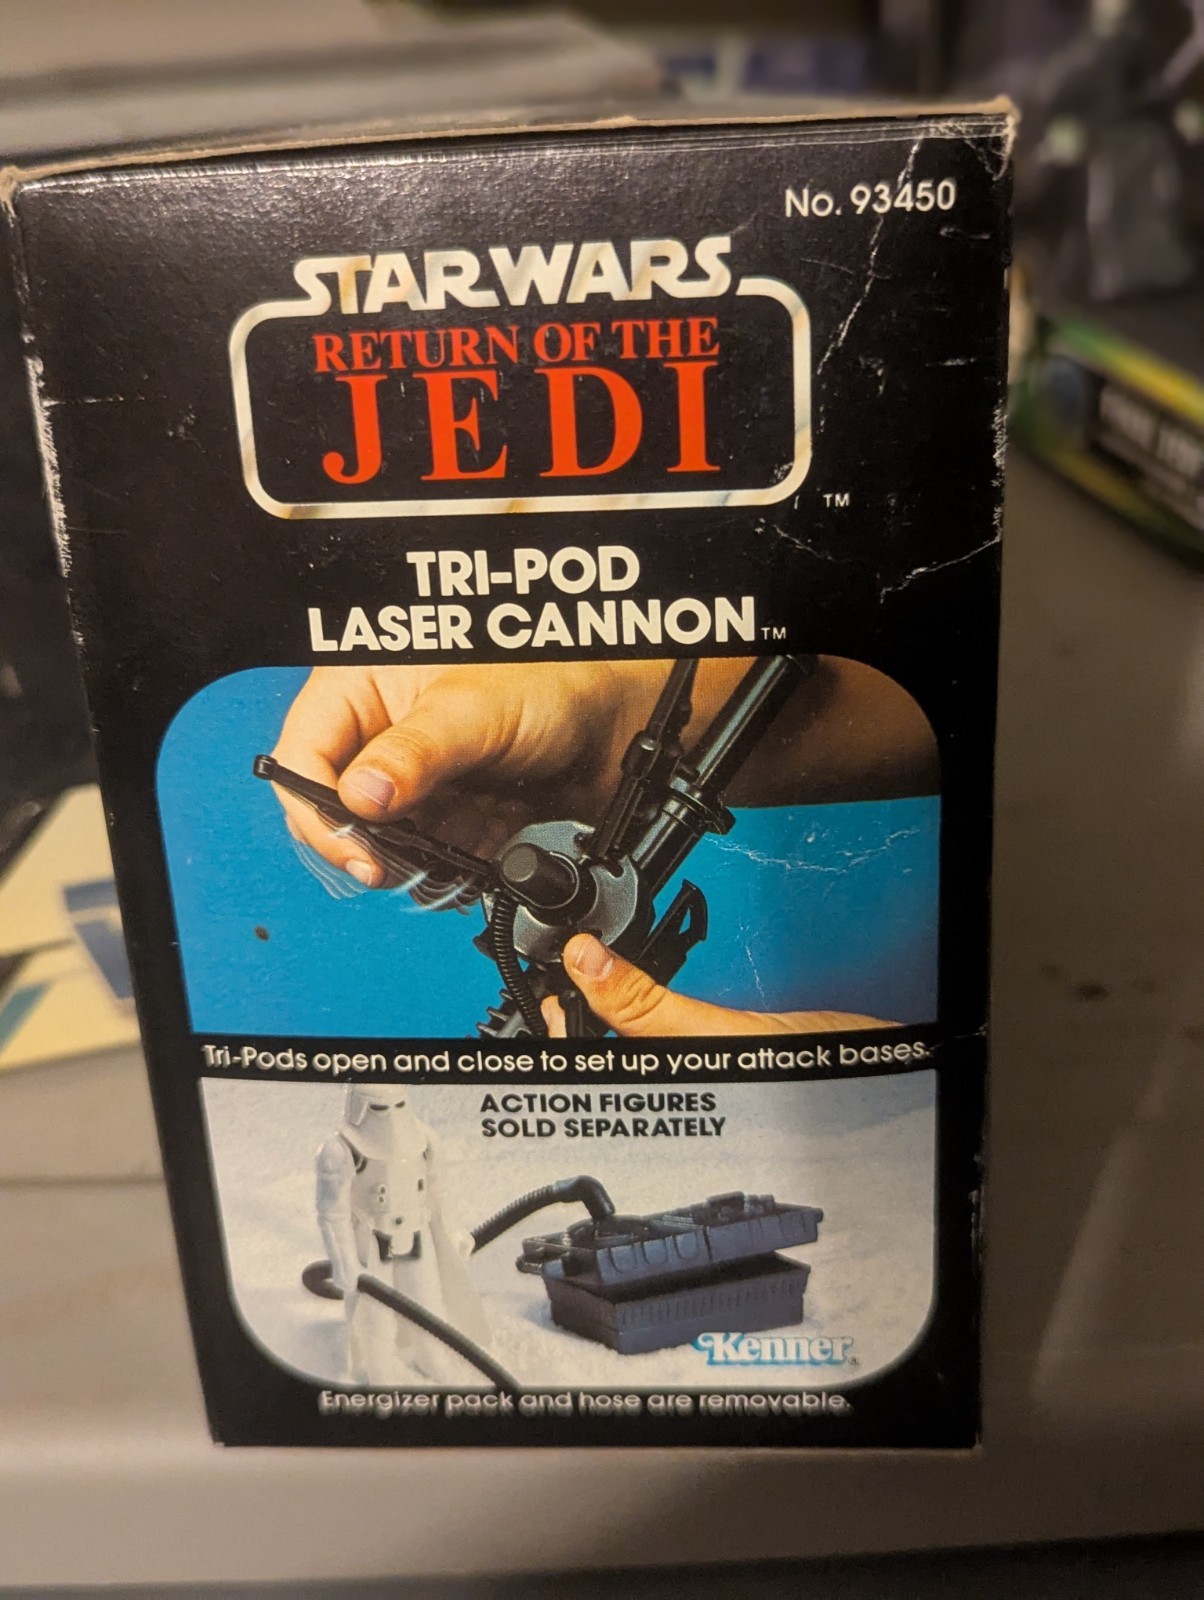 No. 93450
STAR WARS
RETURN OF THE
JEDI
TM
TRI-POD
LASER CANNON TM
Tri-Pods open and close to set up your attack bases.
ACTION FIGURES
SOLD SEPARATELY
Kenner®
Energizer pack and hose are removable.